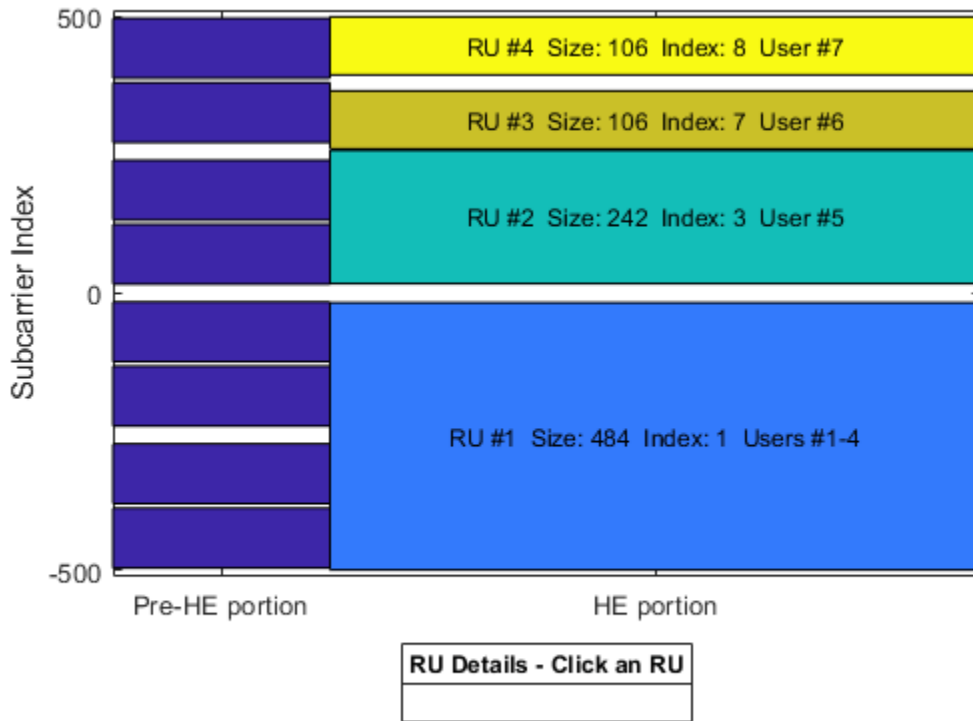 500
RU #4 Size: 106 Index: 8 User #7
RU #3 Size: 106 Index: 7 User #6
RU #2 Size: 242 Index: 3 User #5
Subcarrier Index
0
RU #1 Size: 484 Index: 1 Users #1-4
-500
Pre-HE portion HE portion
RU Details - Click an RU